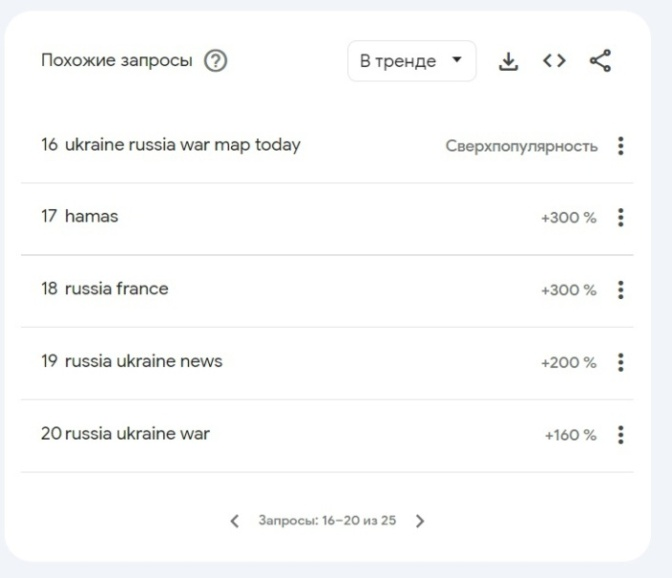 Похожие запросы ?
В тренде
16 ukraine russia war map today Сверхпопулярность
17 hamas +300 %
18 russia france +300 %
19 russia ukraine news +200 %
20 russia ukraine war +160 %
Запросы: 16–20 из 25